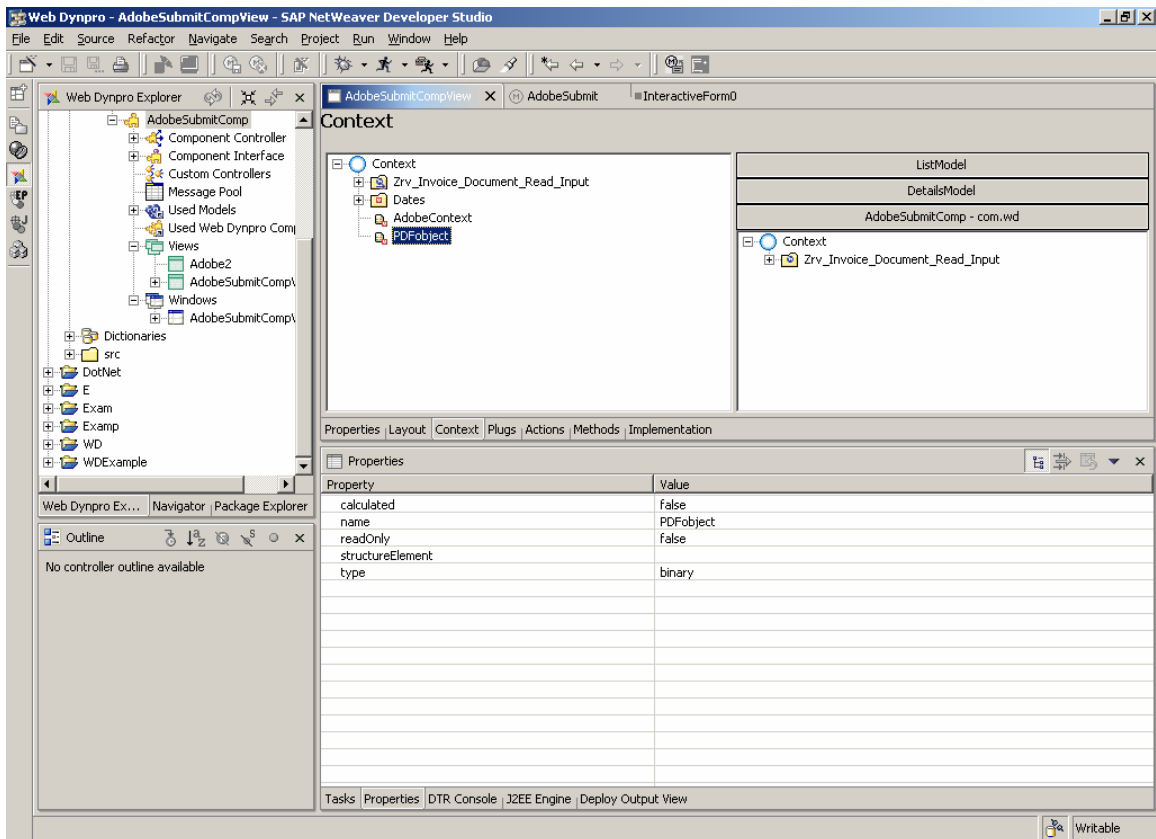 Web Dynpro - AdobeSubmitCompView - SAP NetWeaver Developer Studio
File Edit Source Refactor Navigate Search Project Run Window Help
Web Dynpro Explorer
AdobeSubmitComp
Component Controller
Component Interface
Custom Controllers
Message Pool
Used Models
Used Web Dynpro Com
Views
Adobe2
AdobeSubmitComp\
Windows
AdobeSubmitComp\
Dictionaries
src
DotNet
E
Exam
Examp
WD
WDExample
Web Dynpro Ex... Navigator Package Explorer
Outline
No controller outline available
AdobeSubmitCompView AdobeSubmit InteractiveForm0
Context
Context
Zrv_Invoice_Document_Read_Input
Dates
AdobeContext
PDFobject
ListModel
DetailsModel
AdobeSubmitComp - com.wd
Context
Zrv_Invoice_Document_Read_Input
Properties Layout Context Plugs Actions Methods Implementation
Properties
Property Value
calculated false
name PDFobject
readOnly false
structureElement
type binary
Tasks Properties DTR Console J2EE Engine Deploy Output View
Writable